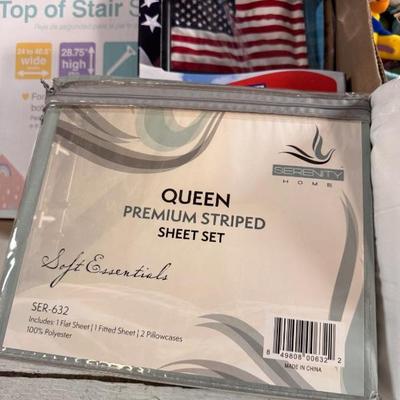 Top of Stair S
24 to 40.5"
wide
28.75"
high
SERENITY
HOME
QUEEN
PREMIUM STRIPED
SHEET SET
Soft Essentials
SER-632
Includes: 1 Flat Sheet | 1 Fitted Sheet | 2 Pillowcases
100% Polyester
8 49808 00632 2
MADE IN CHINA